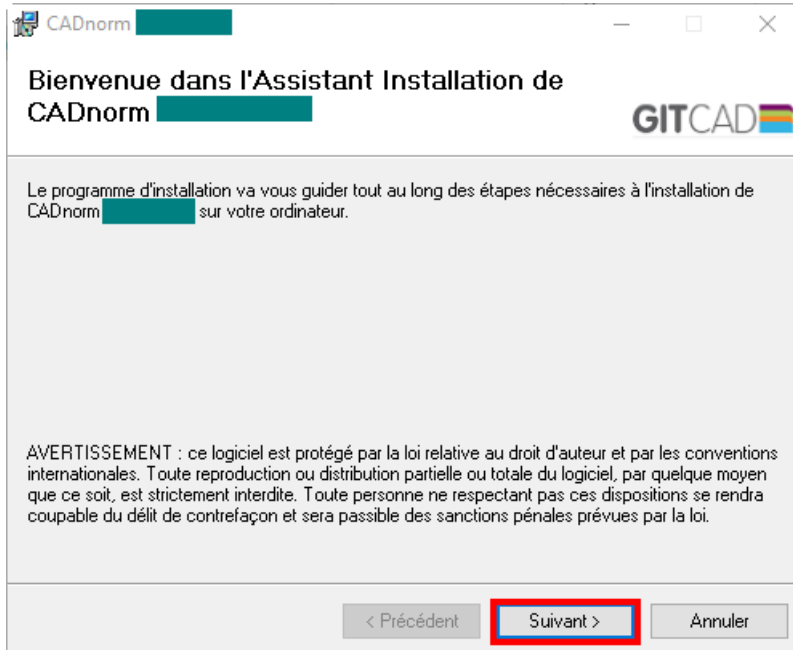 CADnorm
Bienvenue dans l'Assistant Installation de
CADnorm
GITCAD
Le programme d'installation va vous guider tout au long des étapes nécessaires à l'installation de
CADnorm sur votre ordinateur.
AVERTISSEMENT : ce logiciel est protégé par la loi relative au droit d'auteur et par les conventions
internationales. Toute reproduction ou distribution partielle ou totale du logiciel, par quelque moyen
que ce soit, est strictement interdite. Toute personne ne respectant pas ces dispositions se rendra
coupable du délit de contrefaçon et sera passible des sanctions pénales prévues par la loi.
< Précédent Suivant > Annuler